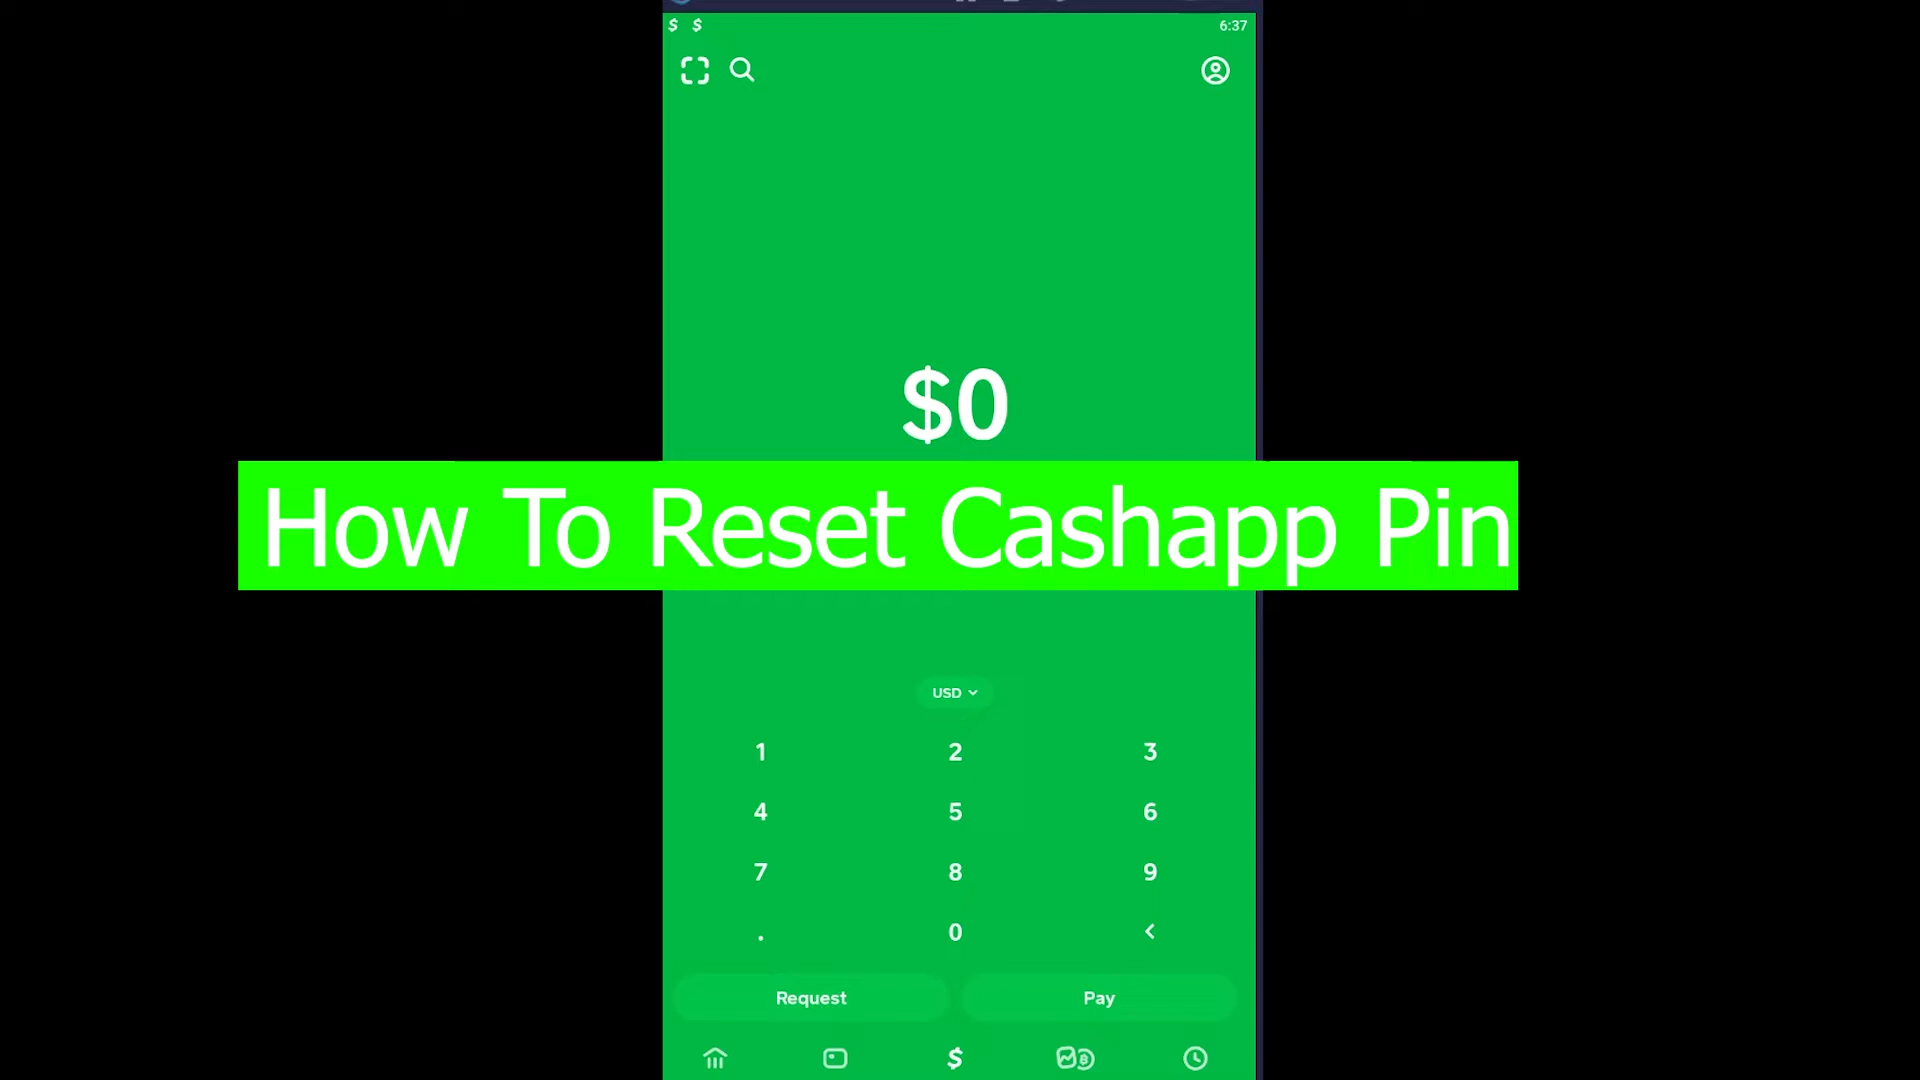 $ $ 6:37
$0
How To Reset Cashapp Pin
USD
1 2 3
4 5 6
7 8 9
. 0 <
Request Pay
$